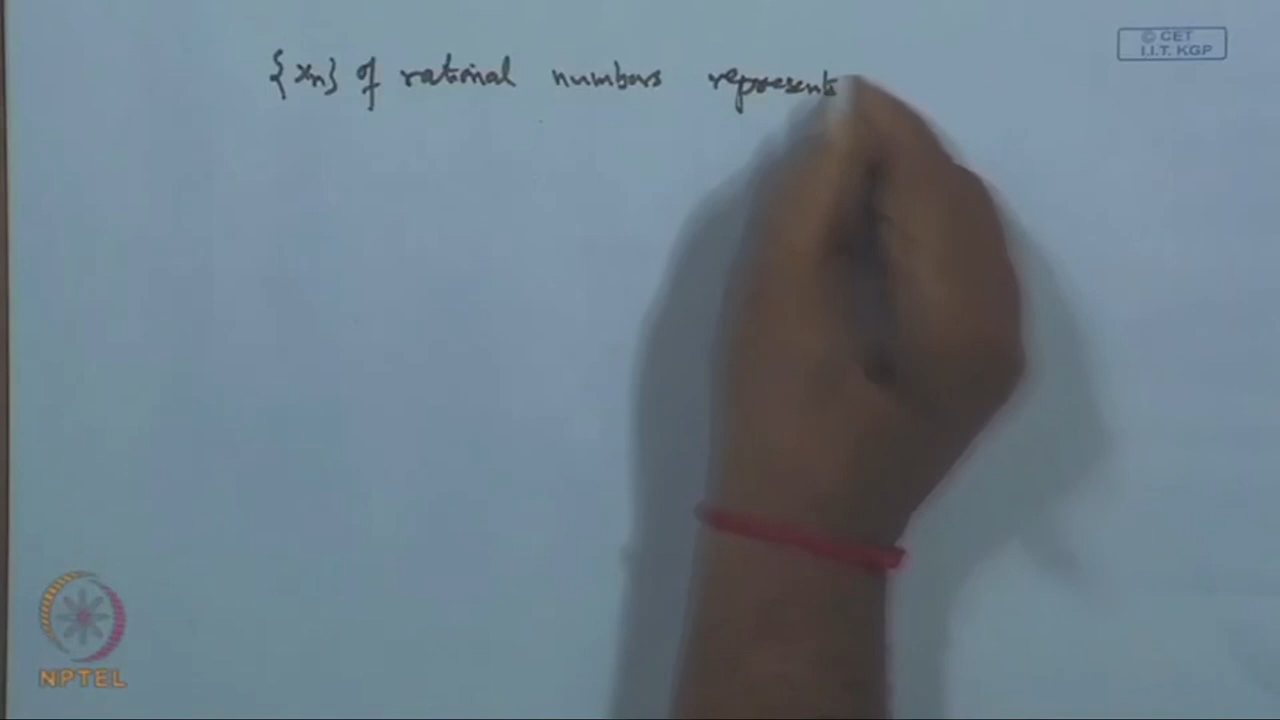 {xn} of rational numbers represents
© CET
I.I.T. KGP
NPTEL